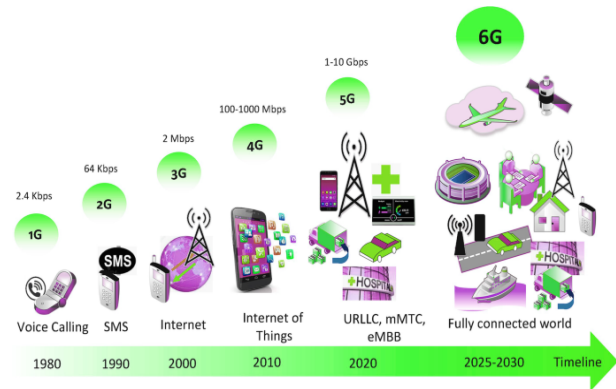 6G
1-10 Gbps
5G
100-1000 Mbps
4G
2 Mbps
3G
64 Kbps
2G
2.4 Kbps
1G
SMS
HOSPITAL
HOSPITAL
Voice Calling
SMS
Internet
Internet of
Things
URLLC, mMTC,
eMBB
Fully connected world
1980
1990
2000
2010
2020
2025-2030
Timeline